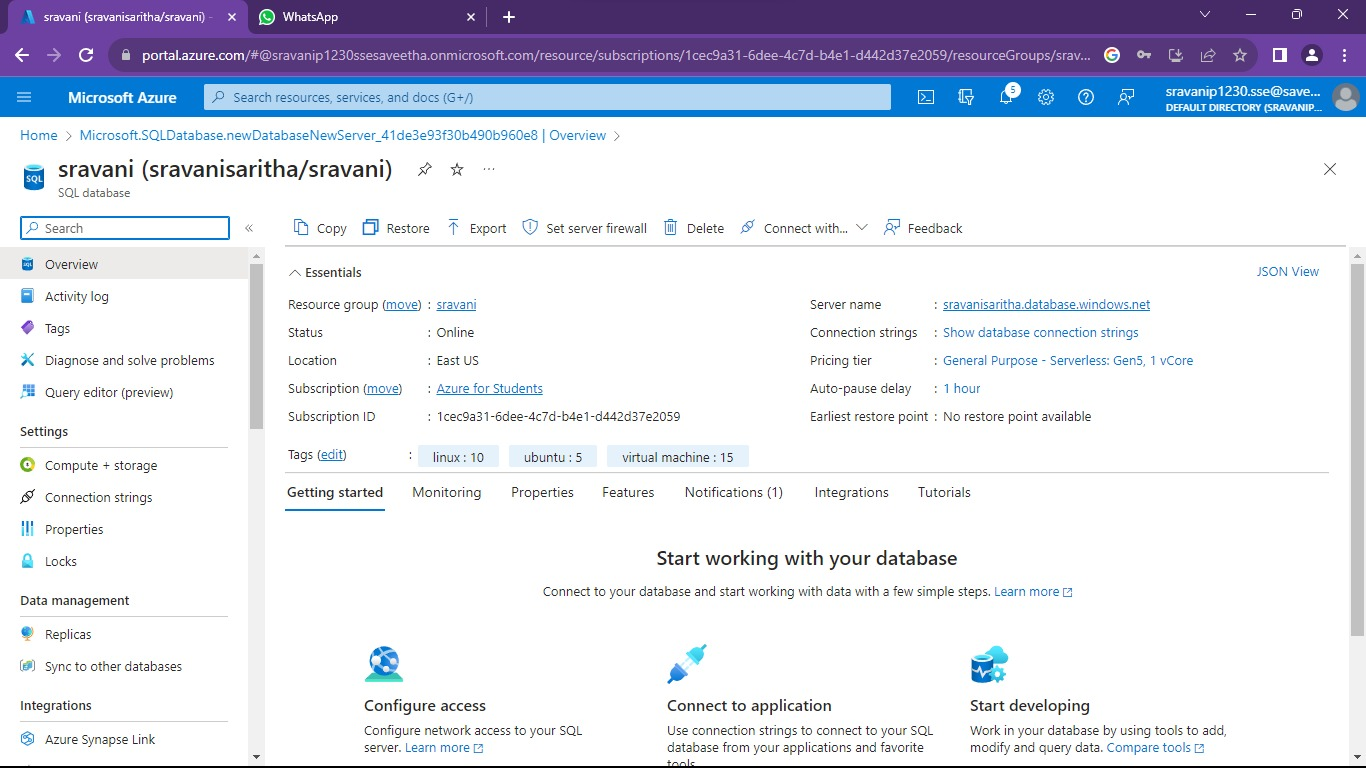 sravani (sravanisaritha/sravani) -
WhatsApp
portal.azure.com/#@sravanip1230ssesaveetha.onmicrosoft.com/resource/subscriptions/1cec9a31-6dee-4c7d-b4e1-d442d37e2059/resourceGroups/srav...
Microsoft Azure
Search resources, services, and docs (G+/)
5
sravanip1230.sse@save...
DEFAULT DIRECTORY (SRAVANIP...
Home > Microsoft.SQLDatabase.newDatabaseNewServer_41de3e93f30b490b960e8 | Overview >
SQL
sravani (sravanisaritha/sravani)
SQL database
Search
Overview
Activity log
Tags
Diagnose and solve problems
Query editor (preview)
Settings
Compute + storage
Connection strings
Properties
Locks
Data management
Replicas
Sync to other databases
Integrations
Azure Synapse Link
Copy Restore Export Set server firewall Delete Connect with... Feedback
Essentials
JSON View
Resource group (move) : sravani
Status : Online
Location : East US
Subscription (move) : Azure for Students
Subscription ID : 1cec9a31-6dee-4c7d-b4e1-d442d37e2059
Server name : sravanisaritha.database.windows.net
Connection strings : Show database connection strings
Pricing tier : General Purpose - Serverless: Gen5, 1 vCore
Auto-pause delay : 1 hour
Earliest restore point : No restore point available
Tags (edit) : linux : 10 ubuntu : 5 virtual machine : 15
Getting started Monitoring Properties Features Notifications (1) Integrations Tutorials
Start working with your database
Connect to your database and start working with data with a few simple steps. Learn more
Configure access
Configure network access to your SQL
server. Learn more
Connect to application
Use connection strings to connect to your SQL
database from your applications and favorite
tools.
Start developing
Work in your database by using tools to add,
modify and query data. Compare tools